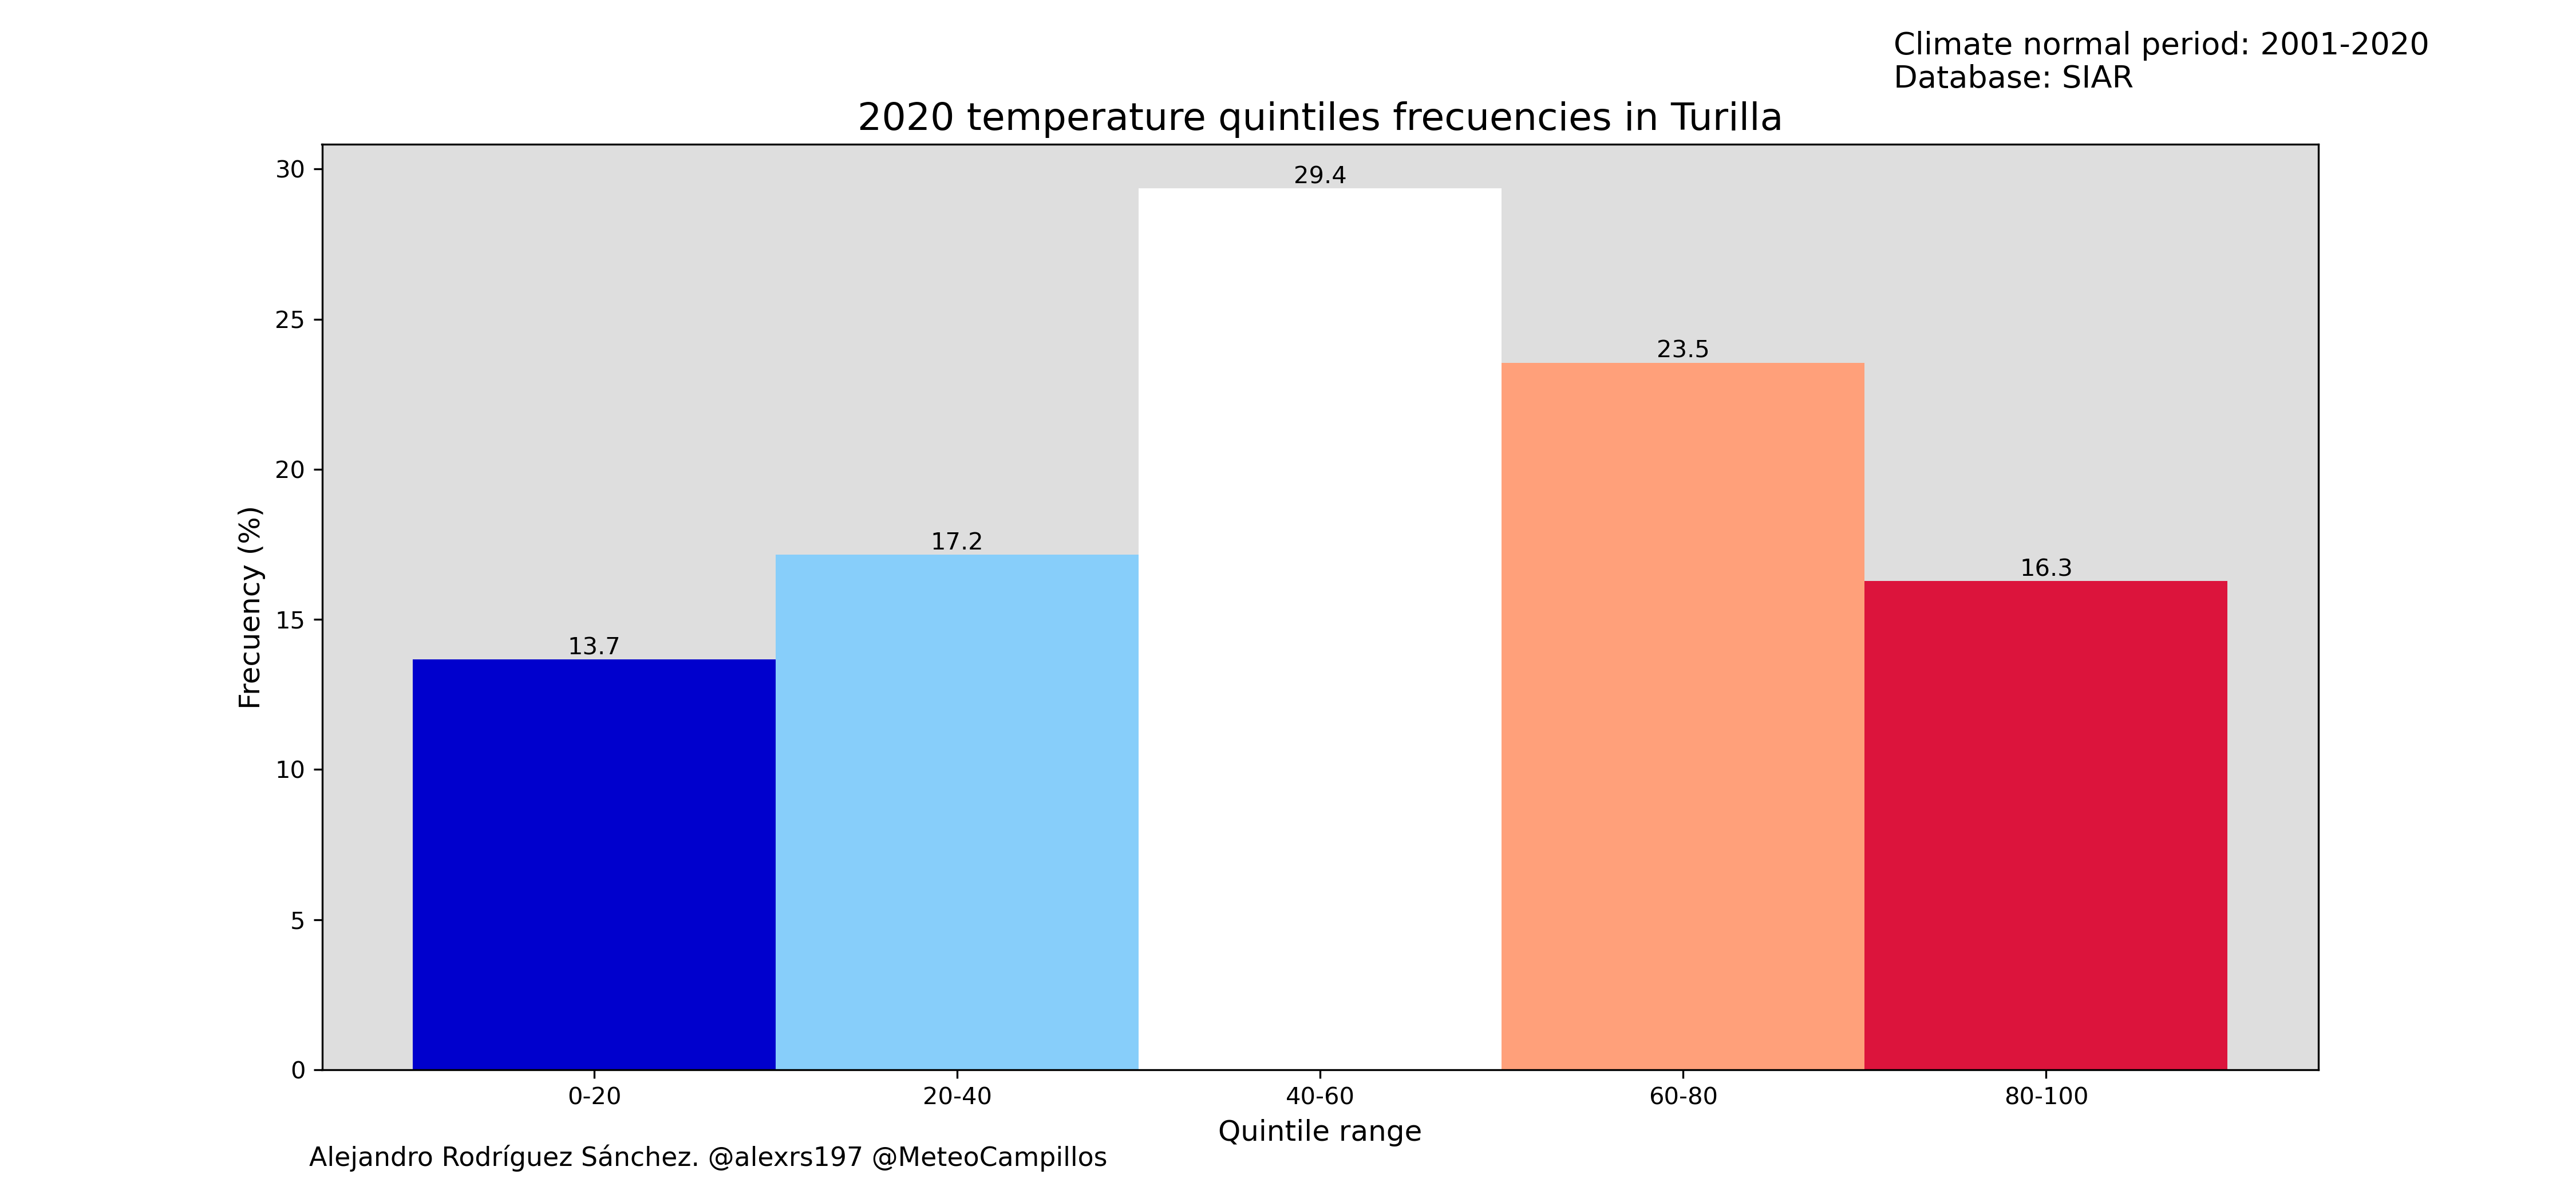 Climate normal period: 2001-2020
Database: SIAR
2020 temperature quintiles frecuencies in Turilla
30
25
20
15
10
5
0
Frecuency (%)
13.7
17.2
29.4
23.5
16.3
0-20
20-40
40-60
60-80
80-100
Quintile range
Alejandro Rodríguez Sánchez. @alexrs197 @MeteoCampillos